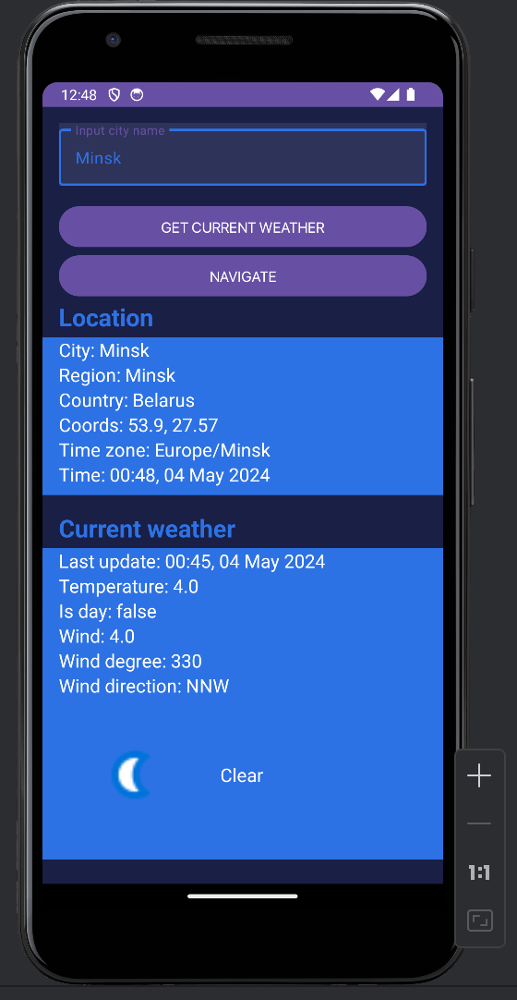 12:48
Input city name
Minsk
GET CURRENT WEATHER
NAVIGATE
Location
City: Minsk
Region: Minsk
Country: Belarus
Coords: 53.9, 27.57
Time zone: Europe/Minsk
Time: 00:48, 04 May 2024
Current weather
Last update: 00:45, 04 May 2024
Temperature: 4.0
Is day: false
Wind: 4.0
Wind degree: 330
Wind direction: NNW
Clear
1:1